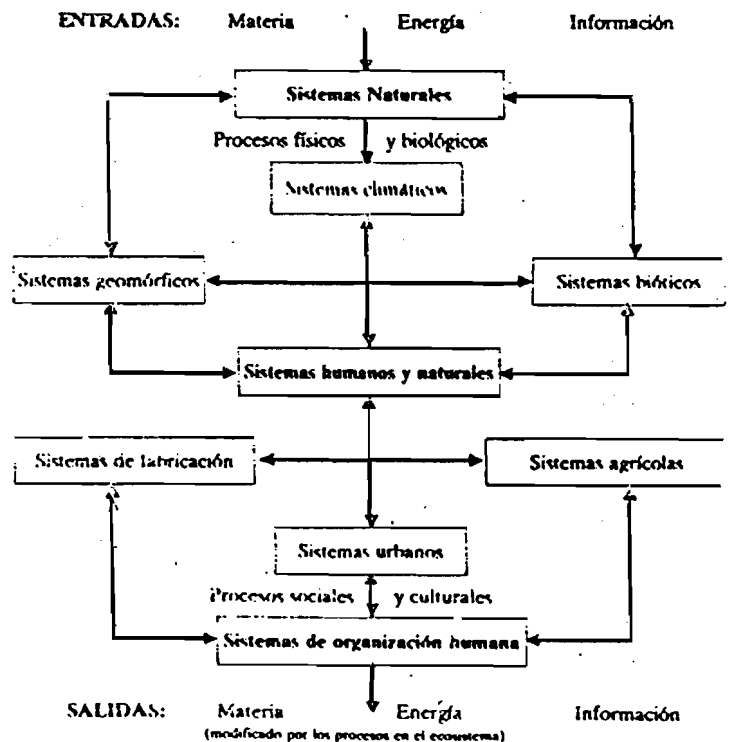 ENTRADAS: Materia Energía Información
Sistemas Naturales
Procesos físicos y biológicos
Sistemas climáticos
Sistemas geomórficos Sistemas bióticos
Sistemas humanos y naturales
Sistemas de fabricación Sistemas agrícolas
Sistemas urbanos
Procesos sociales y culturales
Sistemas de organización humana
SALIDAS: Materia Energía Información
(modificado por los procesos en el ecosistema)